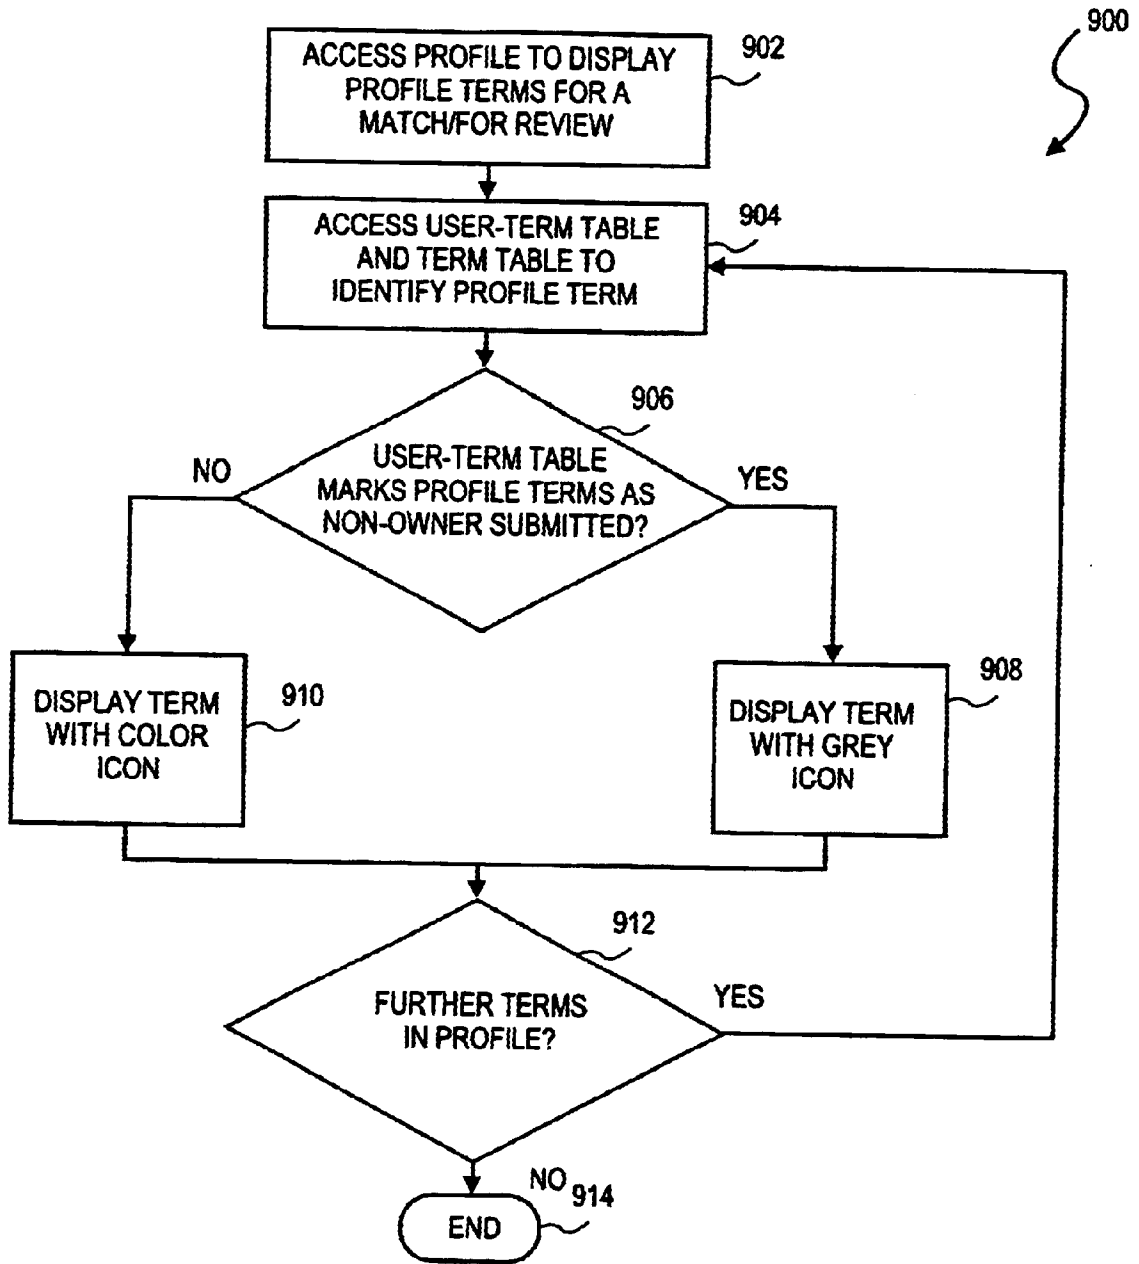 900
902
ACCESS PROFILE TO DISPLAY
PROFILE TERMS FOR A
MATCH/FOR REVIEW
904
ACCESS USER-TERM TABLE
AND TERM TABLE TO
IDENTIFY PROFILE TERM
906
USER-TERM TABLE
MARKS PROFILE TERMS AS
NON-OWNER SUBMITTED?
NO
YES
910
DISPLAY TERM
WITH COLOR
ICON
908
DISPLAY TERM
WITH GREY
ICON
912
FURTHER TERMS
IN PROFILE?
YES
NO
914
END